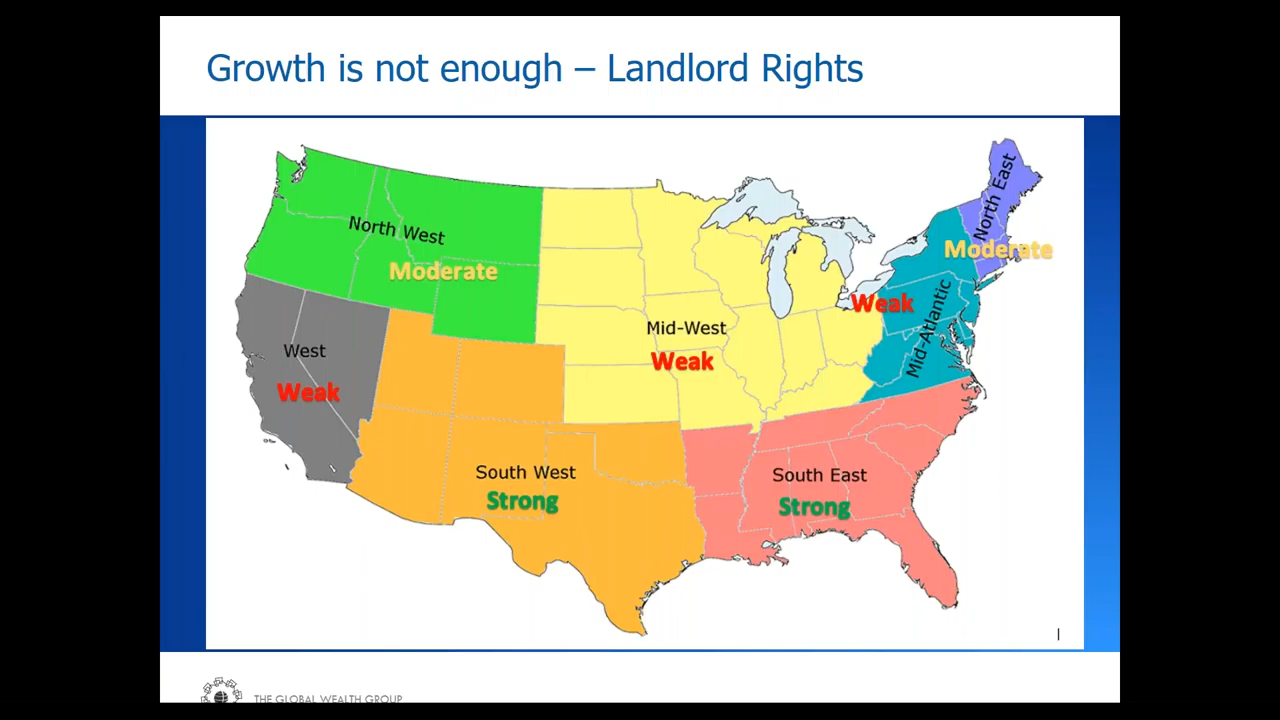 Growth is not enough – Landlord Rights
North East
Moderate
North West
Moderate
Weak
Mid-Atlantic
Mid-West
Weak
West
Weak
South West
Strong
South East
Strong
THE GLOBAL WEALTH GROUP